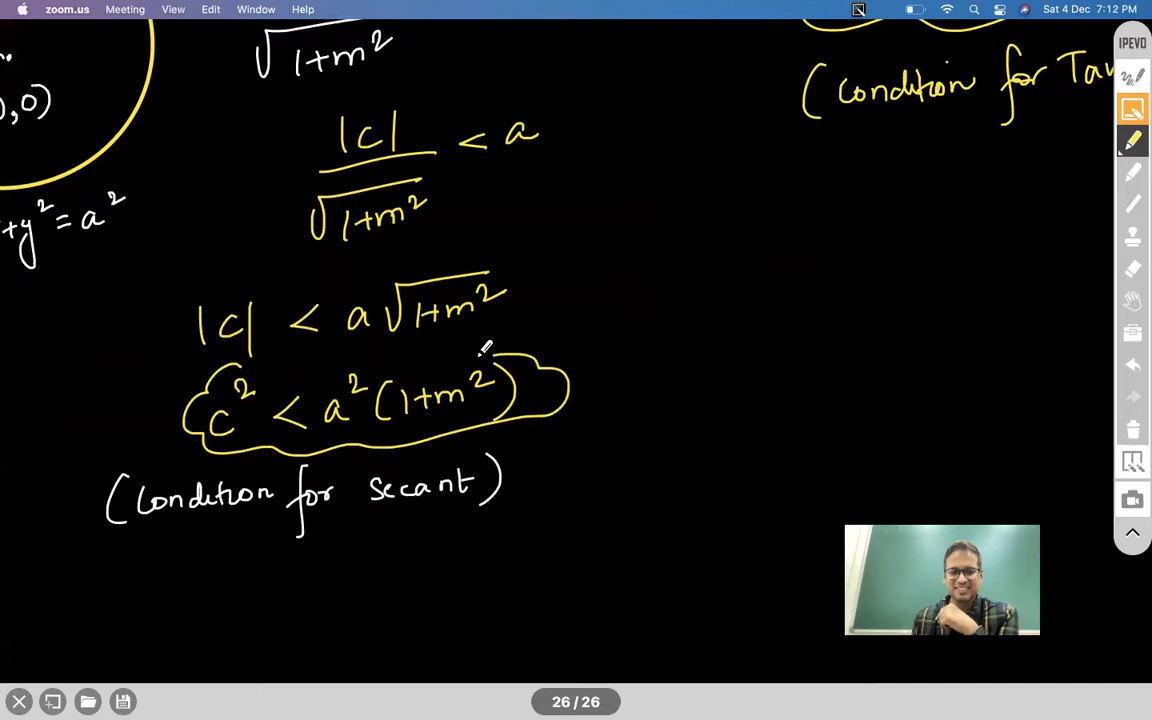 zoom.us Meeting View Edit Window Help Sat 4 Dec 7:12 PM
IPEVO
√1+m²
,0)
|c|/√1+m² < a
(condition for Tan
+y² = a²
|c| < a√1+m²
c² < a²(1+m²)
(condition for secant)
26/26